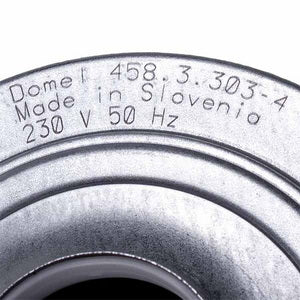 Domel 458.3.303-4
Made in Slovenia
230 V 50 Hz